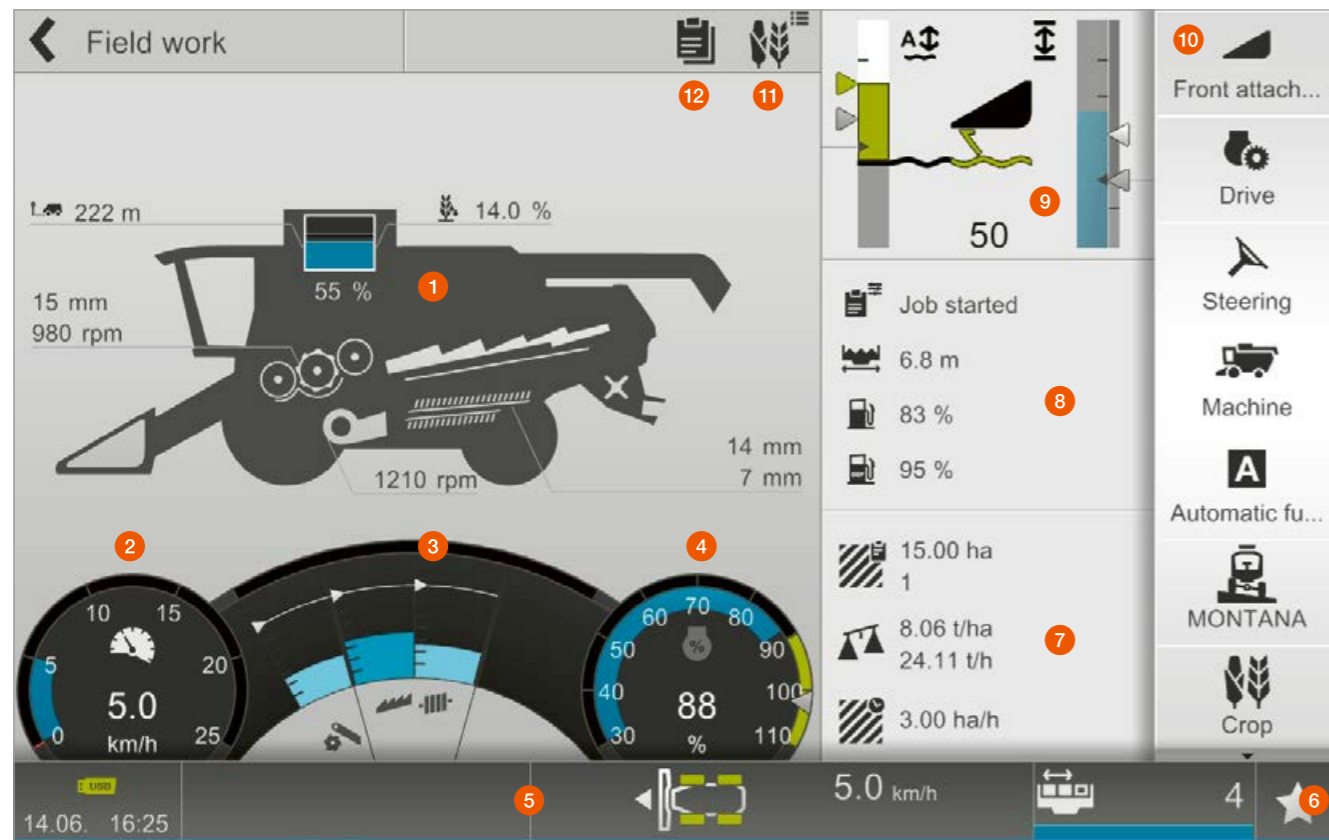 Field work
12
11
222 m
14.0 %
55 %
1
15 mm
980 rpm
1210 rpm
14 mm
7 mm
2
3
4
0
5
10
15
20
25
5.0
km/h
30
40
50
60
70
80
90
100
110
%
88
%
A
50
9
Job started
6.8 m
83 %
95 %
8
15.00 ha
1
8.06 t/ha
24.11 t/h
3.00 ha/h
7
10
Front attach...
Drive
Steering
Machine
A
Automatic fu...
MONTANA
Crop
USB
14.06. 16:25
5
5.0 km/h
4
6